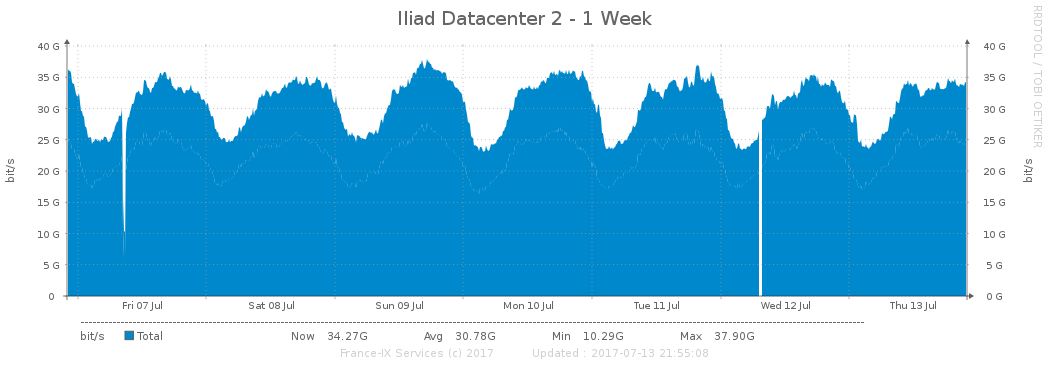 Iliad Datacenter 2 - 1 Week
RRDTOOL / TOBI OETIKER
40 G 40 G
35 G 35 G
30 G 30 G
25 G 25 G
20 G 20 G
15 G 15 G
10 G 10 G
5 G 5 G
0 0 G
bit/s bit/s
Fri 07 Jul Sat 08 Jul Sun 09 Jul Mon 10 Jul Tue 11 Jul Wed 12 Jul Thu 13 Jul
bit/s Total Now 34.27G Avg 30.78G Min 10.29G Max 37.90G
France-IX Services (c) 2017 Updated : 2017-07-13 21:55:08